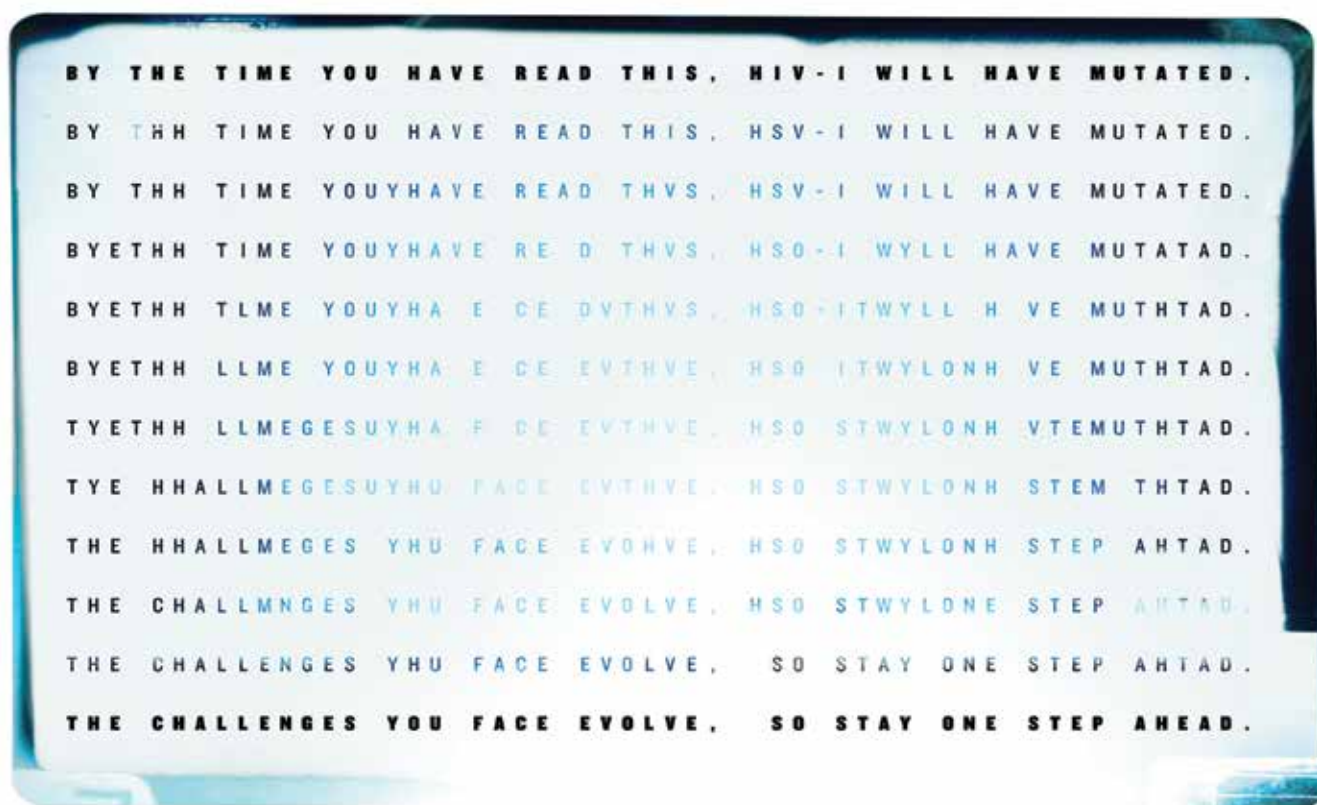 BY THE TIME YOU HAVE READ THIS, HIV-I WILL HAVE MUTATED.
BY THH TIME YOU HAVE READ THIS, HSV-I WILL HAVE MUTATED.
BY THH TIME YOUYHAVE READ THVS, HSV-I WILL HAVE MUTATED.
BYETHH TIME YOUYHAVE RE D THVS, HSO-I WYLL HAVE MUTATAD.
BYETHH TLME YOUYHA E CE DVTHVS, HSO-ITWYLL H VE MUTHTAD.
BYETHH LLME YOUYHA E CE EVTHVE, HSO ITWYLONH VE MUTHTAD.
TYETHH LLMEGESUYHA F CE EVTHVE, HSO STWYLONH VTEMUTHTAD.
TYE HHALLMEGESUYHU FACE EVTHVE, HSO STWYLONH STEM THTAD.
THE HHALLMEGES YHU FACE EVOHVE, HSO STWYLONH STEP AHTAD.
THE CHALLMNGES YHU FACE EVOLVE, HSO STWYLONE STEP AHTAD.
THE CHALLENGES YHU FACE EVOLVE, SO STAY ONE STEP AHTAD.
THE CHALLENGES YOU FACE EVOLVE, SO STAY ONE STEP AHEAD.